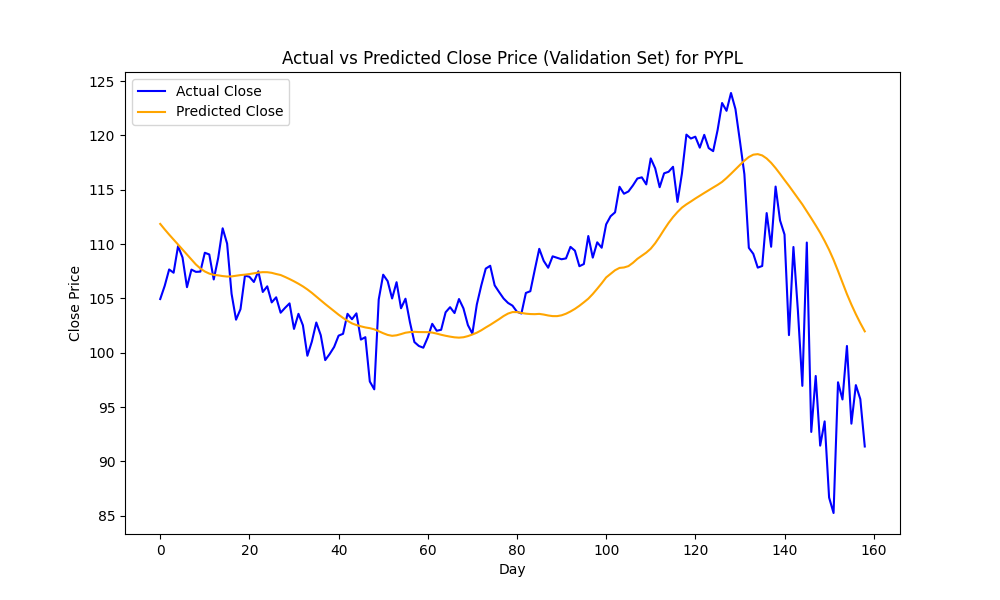 Actual vs Predicted Close Price (Validation Set) for PYPL
Actual Close
Predicted Close
Close Price
125
120
115
110
105
100
95
90
85
0 20 40 60 80 100 120 140 160
Day